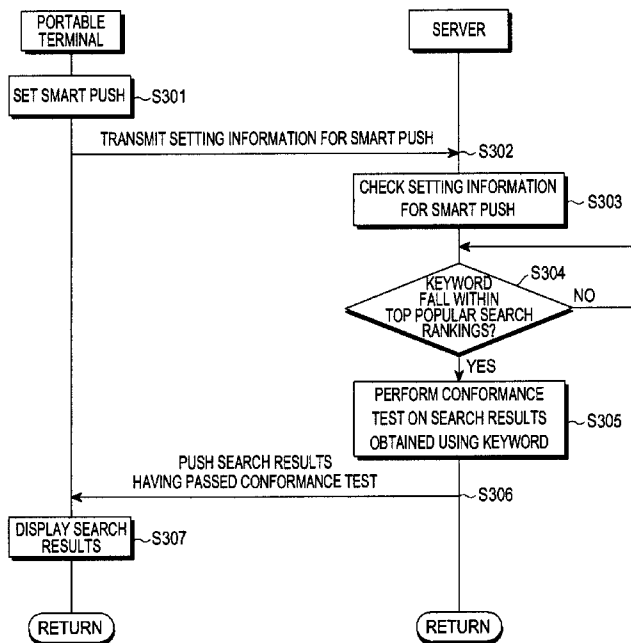 PORTABLE
TERMINAL
SERVER
SET SMART PUSH
S301
TRANSMIT SETTING INFORMATION FOR SMART PUSH
S302
CHECK SETTING INFORMATION
FOR SMART PUSH
S303
S304
KEYWORD
FALL WITHIN
TOP POPULAR SEARCH
RANKINGS?
NO
YES
PERFORM CONFORMANCE
TEST ON SEARCH RESULTS
OBTAINED USING KEYWORD
S305
PUSH SEARCH RESULTS
HAVING PASSED CONFORMANCE TEST
S306
DISPLAY SEARCH
RESULTS
S307
RETURN
RETURN